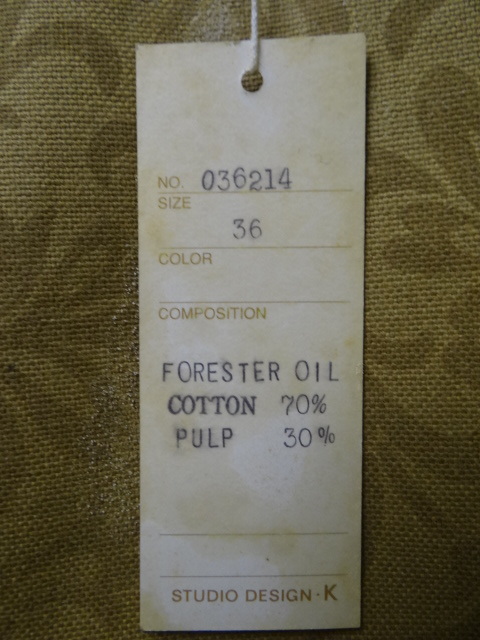 NO. 036214
SIZE
36
COLOR
COMPOSITION
FORESTER OIL
COTTON 70%
PULP 30%
STUDIO DESIGN·K